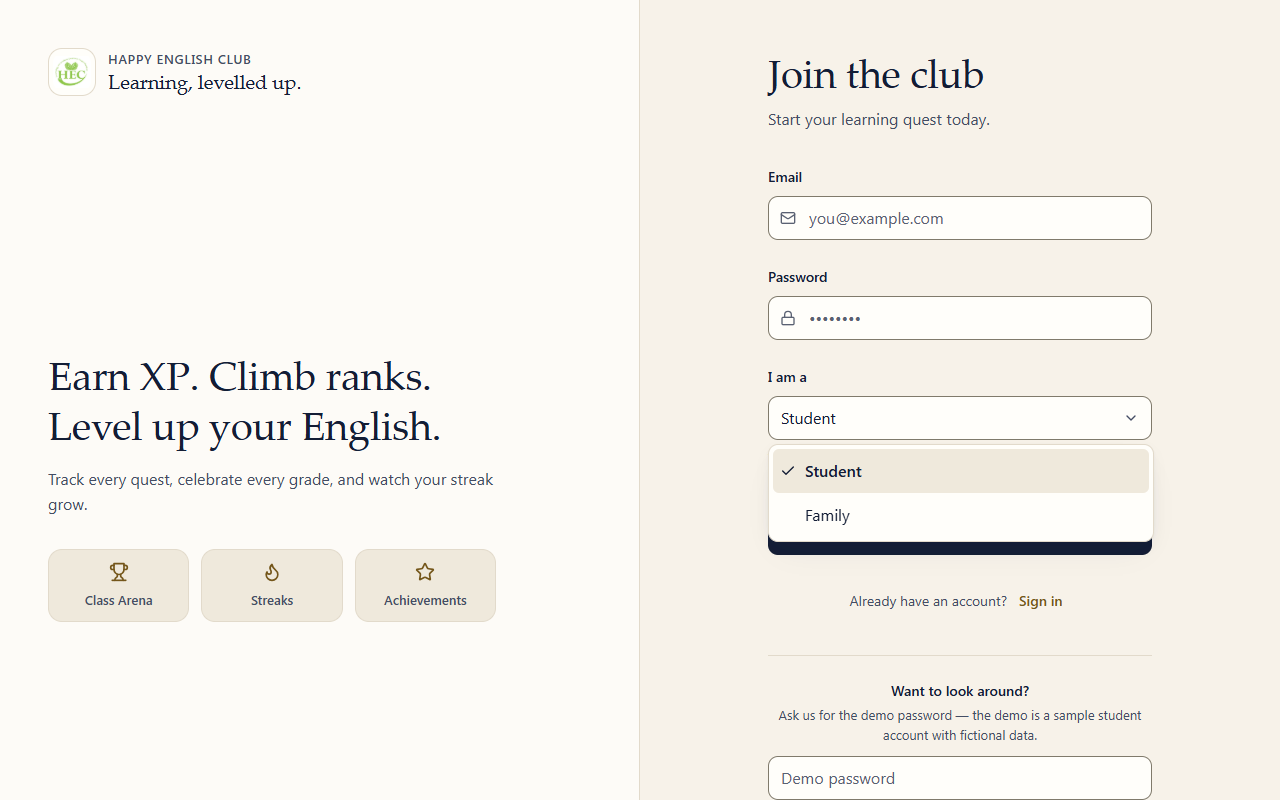 HEC
HAPPY ENGLISH CLUB
Learning, levelled up.
Earn XP. Climb ranks.
Level up your English.
Track every quest, celebrate every grade, and watch your streak
grow.
Class Arena
Streaks
Achievements
Join the club
Start your learning quest today.
Email
you@example.com
Password
••••••••
I am a
Student
Student
Family
Already have an account? Sign in
Want to look around?
Ask us for the demo password — the demo is a sample student
account with fictional data.
Demo password